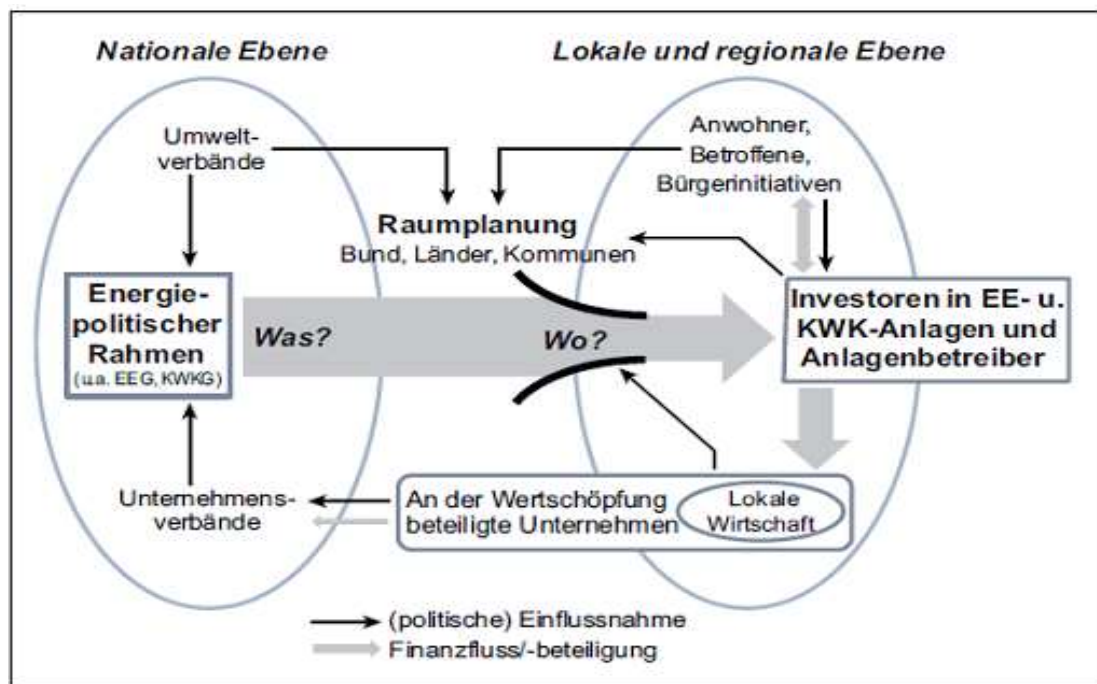 Nationale Ebene
Lokale und regionale Ebene
Umwelt-
verbände
Anwohner,
Betroffene,
Bürgerinitiativen
Raumplanung
Bund, Länder, Kommunen
Energie-
politischer
Rahmen
(u.a. EEG, KWKG)
Was?
Wo?
Investoren in EE- u.
KWK-Anlagen und
Anlagenbetreiber
Unternehmens-
verbände
An der Wertschöpfung
beteiligte Unternehmen
Lokale
Wirtschaft
(politische) Einflussnahme
Finanzfluss/-beteiligung